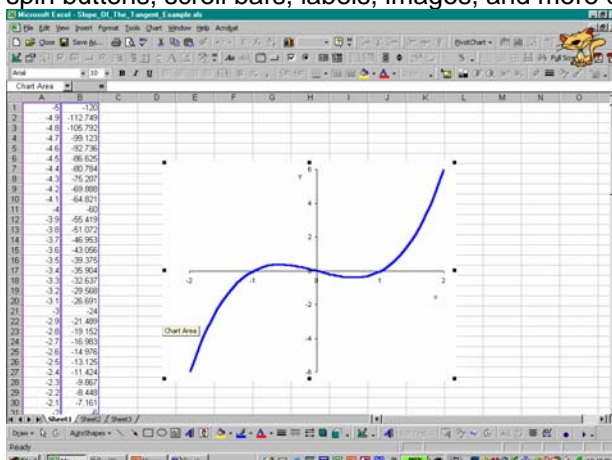 spin buttons, scroll bars, labels, images, and more
Microsoft Excel - Slope_Of_The_Tangent_Example.xls
File Edit View Insert Format Tools Chart Window Help Acrobat
Open Save As...
PivotChart
Arial 10 B I U
Chart Area
A B C D E F G H I J K L M N O
1 -5 -120
2 -4.9 -112.749
3 -4.8 -105.792
4 -4.7 -99.123
5 -4.6 -92.736
6 -4.5 -86.625
7 -4.4 -80.784
8 -4.3 -75.207
9 -4.2 -69.888
10 -4.1 -64.821
11 -4 -60
12 -3.9 -55.419
13 -3.8 -51.072
14 -3.7 -46.953
15 -3.6 -43.056
16 -3.5 -39.375
17 -3.4 -35.904
18 -3.3 -32.637
19 -3.2 -29.568
20 -3.1 -26.691
21 -3 -24
22 -2.9 -21.489
23 -2.8 -19.152
24 -2.7 -16.983
25 -2.6 -14.976
26 -2.5 -13.125
27 -2.4 -11.424
28 -2.3 -9.867
29 -2.2 -8.448
30 -2.1 -7.161
31 -2 -6
Y
6
4
2
-2 -1 0 1 2
x
-2
-4
-6
Chart Area
Sheet1 Sheet2 Sheet3
Draw AutoShapes
Ready